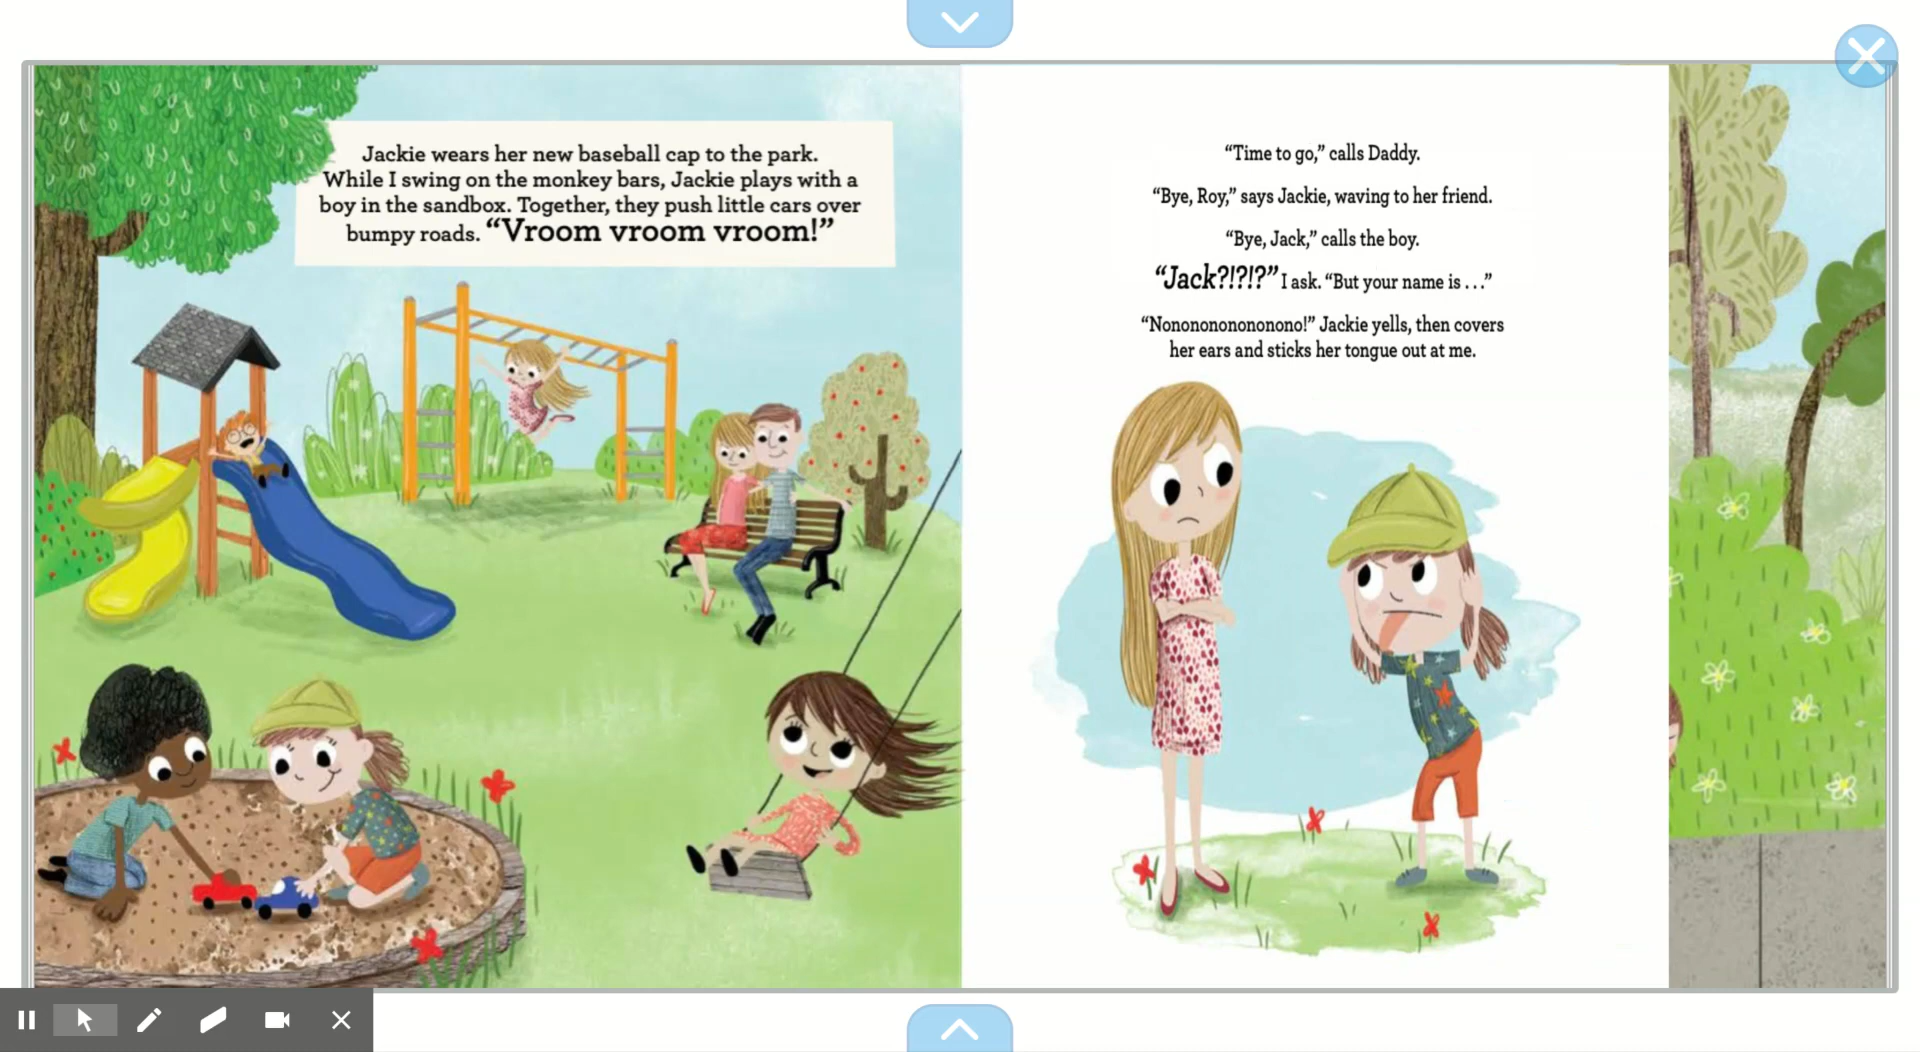 Jackie wears her new baseball cap to the park.
While I swing on the monkey bars, Jackie plays with a
boy in the sandbox. Together, they push little cars over
bumpy roads. “Vroom vroom vroom!”
“Time to go,” calls Daddy.
“Bye, Roy,” says Jackie, waving to her friend.
“Bye, Jack,” calls the boy.
“Jack?!?!?” I ask. “But your name is . . .”
“Nonononononono!” Jackie yells, then covers
her ears and sticks her tongue out at me.